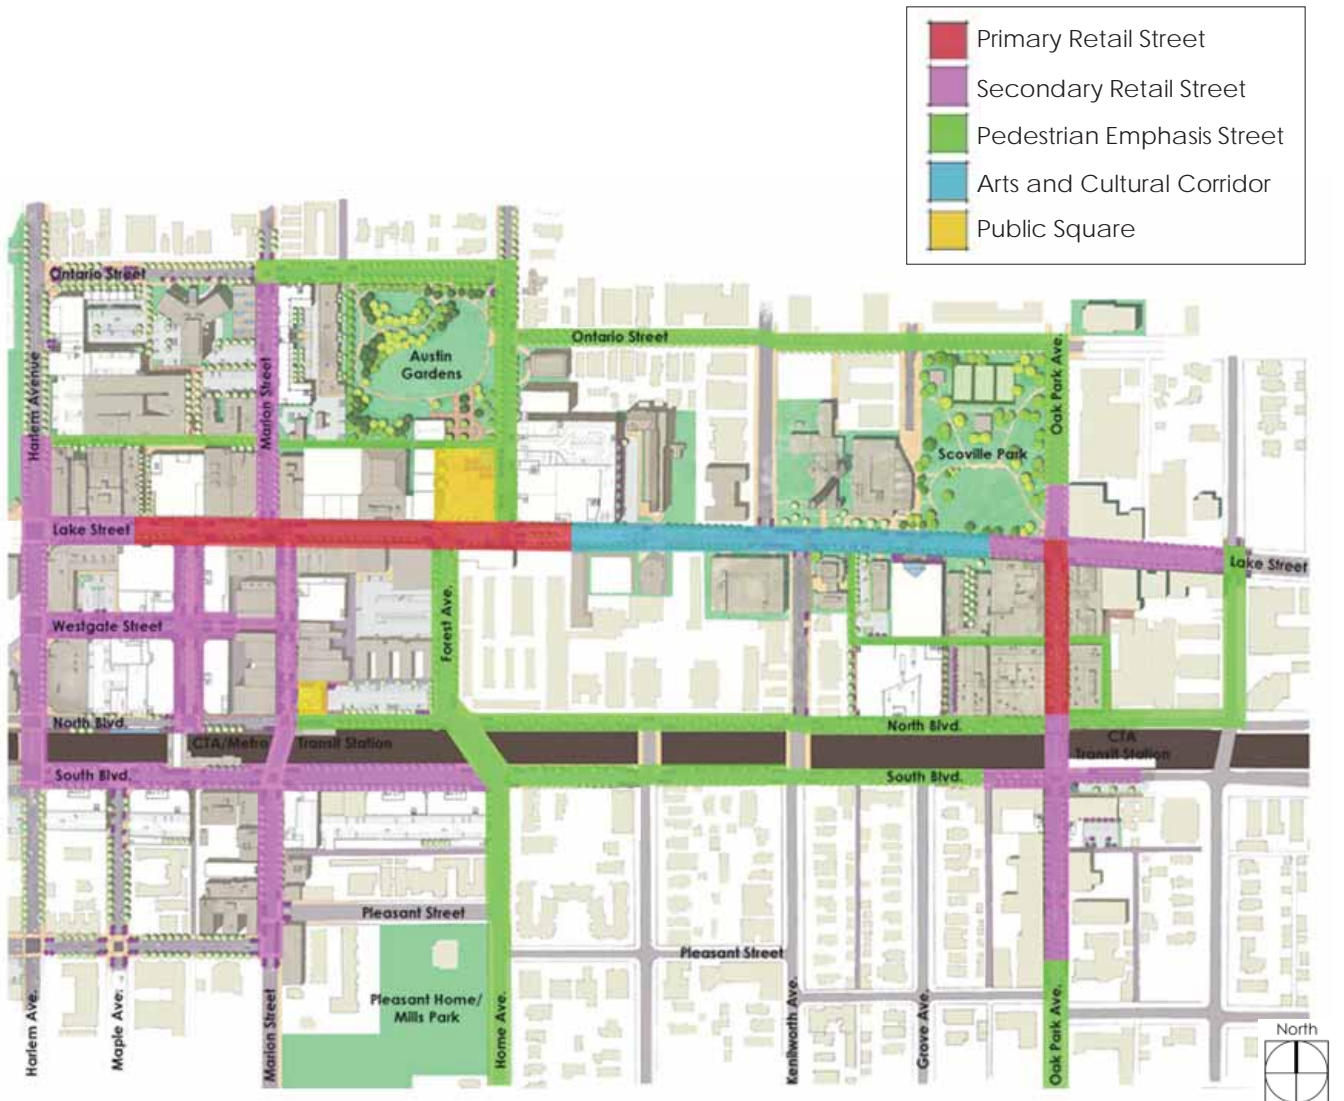 Primary Retail Street
Secondary Retail Street
Pedestrian Emphasis Street
Arts and Cultural Corridor
Public Square
Ontario Street
Ontario Street
Austin
Gardens
Harlem Avenue
Marion Street
Oak Park Ave.
Scoville Park
Lake Street
Lake Street
Westgate Street
Forest Ave.
North Blvd.
North Blvd.
CTA/Metra Transit Station
CTA
Transit Station
South Blvd.
South Blvd.
Pleasant Street
Pleasant Street
Pleasant Home/
Mills Park
Harlem Ave.
Maple Ave.
Marion Street
Home Ave.
Kenilworth Ave.
Grove Ave.
Oak Park Ave.
North